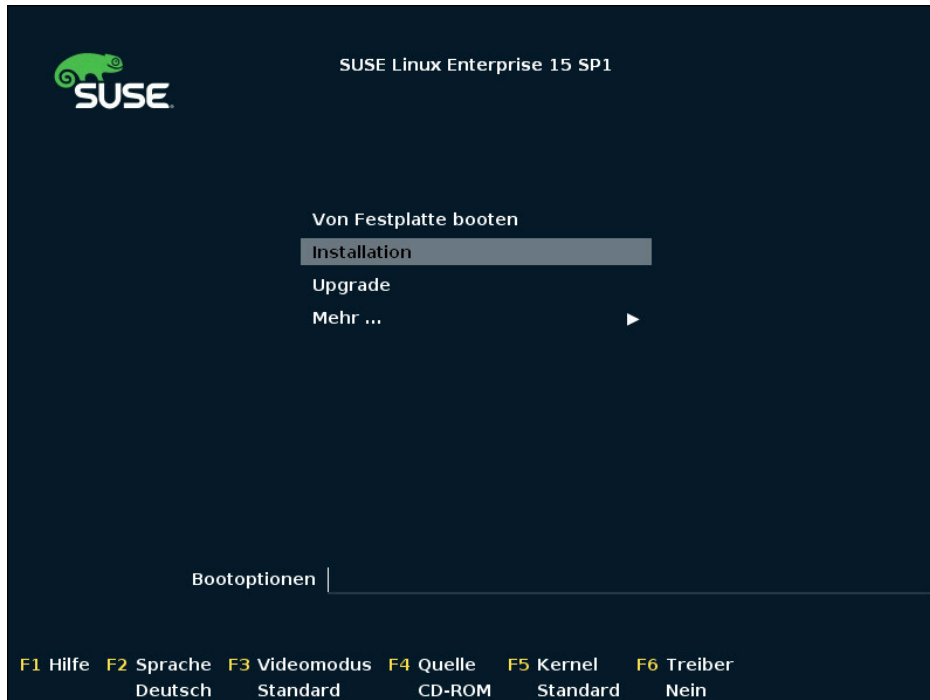 SUSE
SUSE Linux Enterprise 15 SP1
Von Festplatte booten
Installation
Upgrade
Mehr ...
Bootoptionen
F1 Hilfe F2 Sprache F3 Videomodus F4 Quelle F5 Kernel F6 Treiber
Deutsch Standard CD-ROM Standard Nein